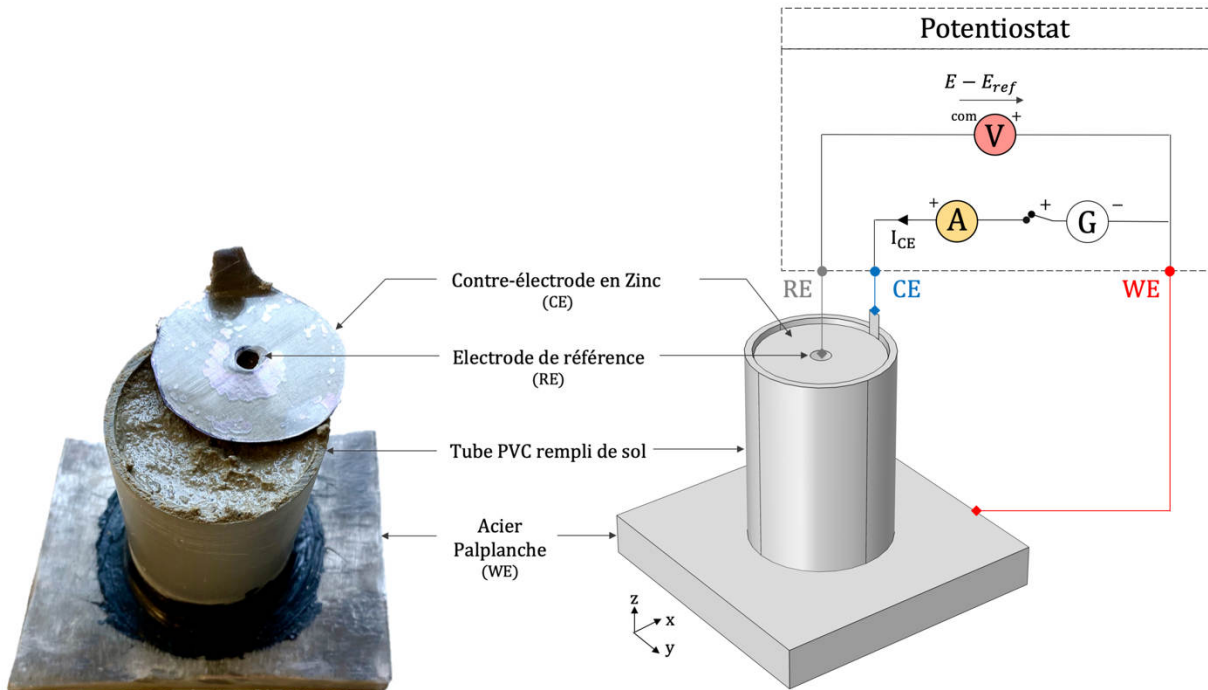 Potentiostat
E − E_ref
com
+
V
+
A
+
G
−
I_CE
RE
CE
WE
Contre-électrode en Zinc
(CE)
Electrode de référence
(RE)
Tube PVC rempli de sol
Acier
Palplanche
(WE)
z
x
y